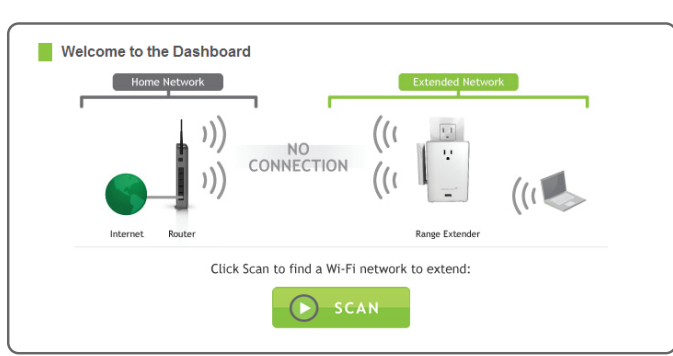 Welcome to the Dashboard
Home Network
Extended Network
NO
CONNECTION
Internet
Router
Range Extender
Click Scan to find a Wi-Fi network to extend:
SCAN